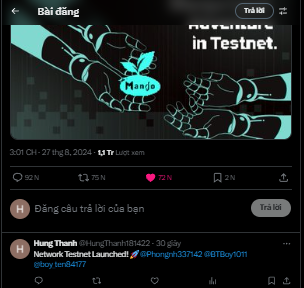 Bài đăng
Trả lời
Adventure
in Testnet.
Mango
3:01 CH · 27 thg 8, 2024 · 1,1 Tr Lượt xem
92 N 75 N 72 N 2 N
H Đăng câu trả lời của bạn Trả lời
H Hung Thanh @HungThanh181422 · 30 giây
Network Testnet Launched! 🚀 @Phongnh337142 @BTBoy1011
@boy ten84177